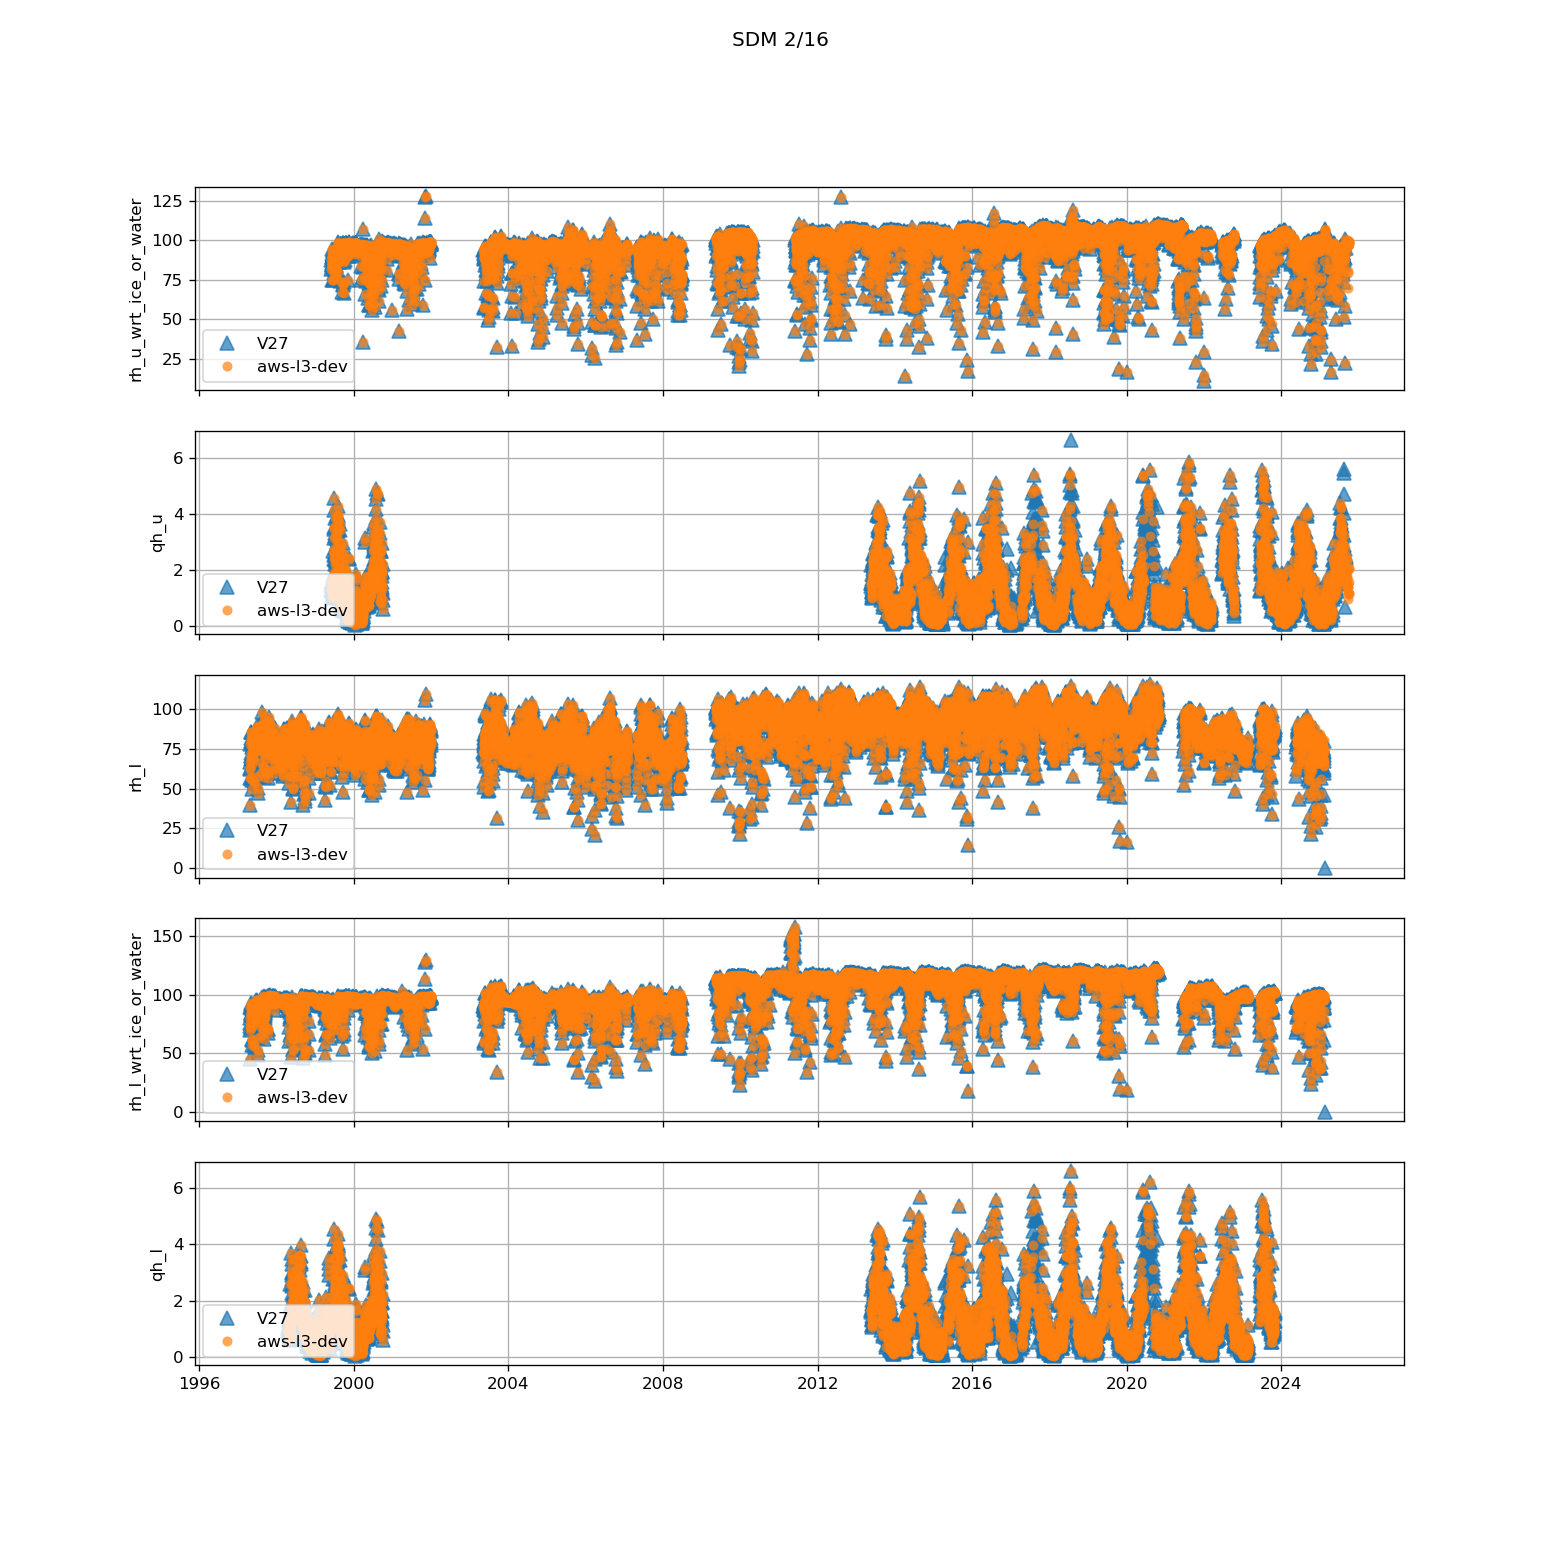 SDM 2/16
125
100
75
50
25
rh_u_wrt_ice_or_water
V27
aws-l3-dev
6
4
2
0
qh_u
V27
aws-l3-dev
100
75
50
25
0
rh_l
V27
aws-l3-dev
150
100
50
0
rh_l_wrt_ice_or_water
V27
aws-l3-dev
6
4
2
0
qh_l
V27
aws-l3-dev
1996 2000 2004 2008 2012 2016 2020 2024